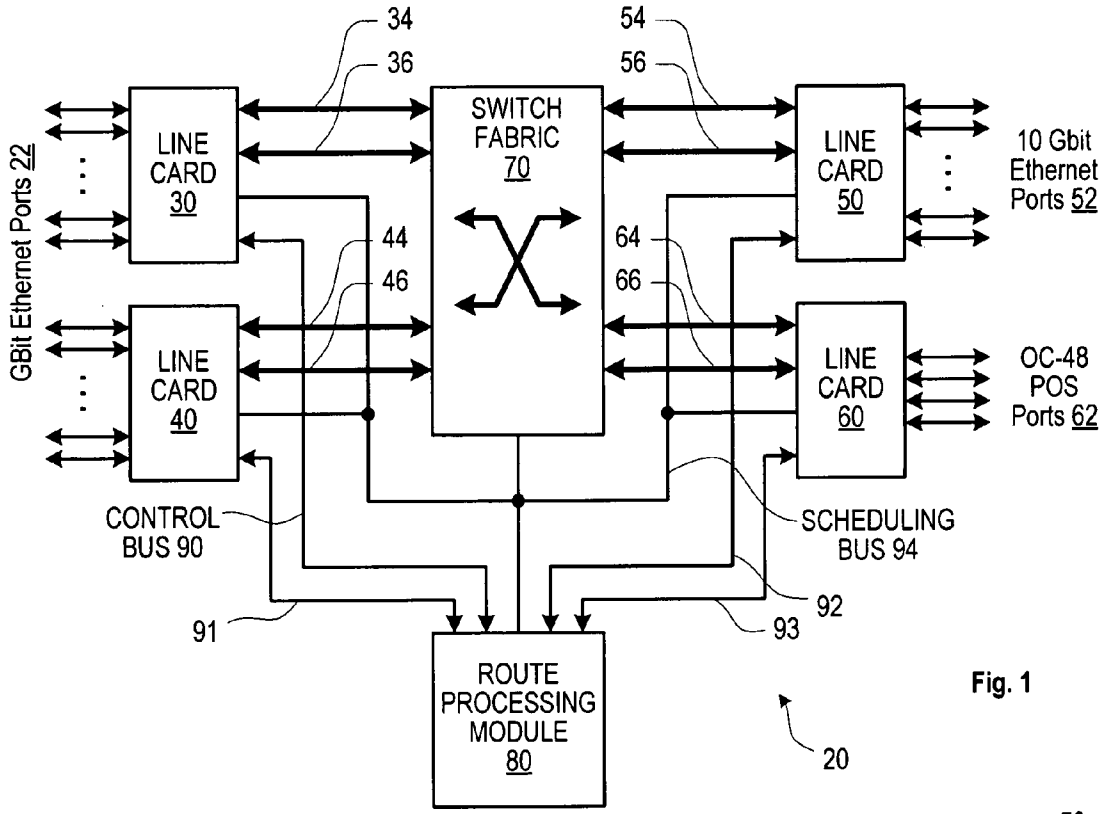 34
36
54
56
SWITCH
FABRIC
70
LINE
CARD
30
LINE
CARD
50
10 Gbit
Ethernet
Ports 52
GBit Ethernet Ports 22
44
46
64
66
LINE
CARD
40
LINE
CARD
60
OC-48
POS
Ports 62
CONTROL
BUS 90
SCHEDULING
BUS 94
91
92
93
ROUTE
PROCESSING
MODULE
80
Fig. 1
20